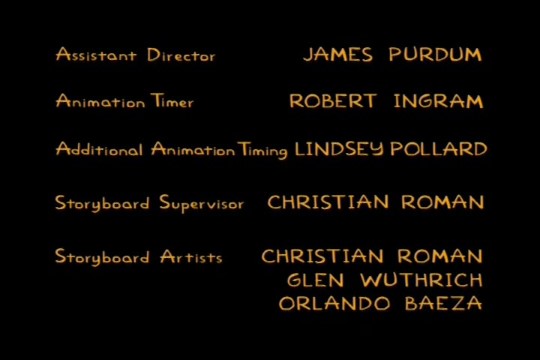 Assistant Director JAMES PURDUM
Animation Timer ROBERT INGRAM
Additional Animation Timing LINDSEY POLLARD
Storyboard Supervisor CHRISTIAN ROMAN
Storyboard Artists CHRISTIAN ROMAN
GLEN WUTHRICH
ORLANDO BAEZA